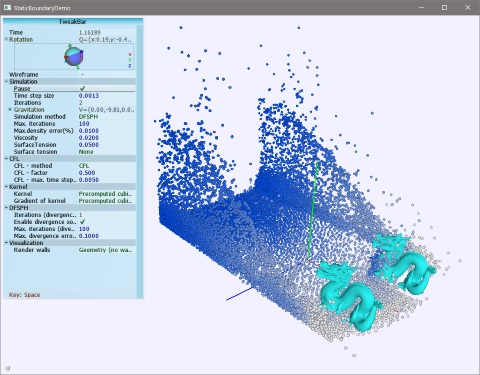 StaticBoundaryDemo
TweakBar
Time 1.16189
Rotation Q={x:0.19,y:-0.4..
Wireframe -
Simulation
Pause ✓
Time step size 0.0013
Iterations 2
Gravitation V={0.00,-9.81,0.0..
Simulation method DFSPH
Max. iterations 100
Max.density error(%) 0.0100
Viscosity 0.0200
SurfaceTension 0.0500
Surface tension None
CFL
CFL - method CFL
CFL - factor 0.500
CFL - max. time step.. 0.0050
Kernel
Kernel Precomputed cubi..
Gradient of kernel Precomputed cubi..
DFSPH
Iterations (divergenc.. 1
Enable divergence so.. ✓
Max. iterations (dive.. 100
Max. divergence erro.. 0.1000
Visualization
Render walls Geometry (no wa..
Key: Space